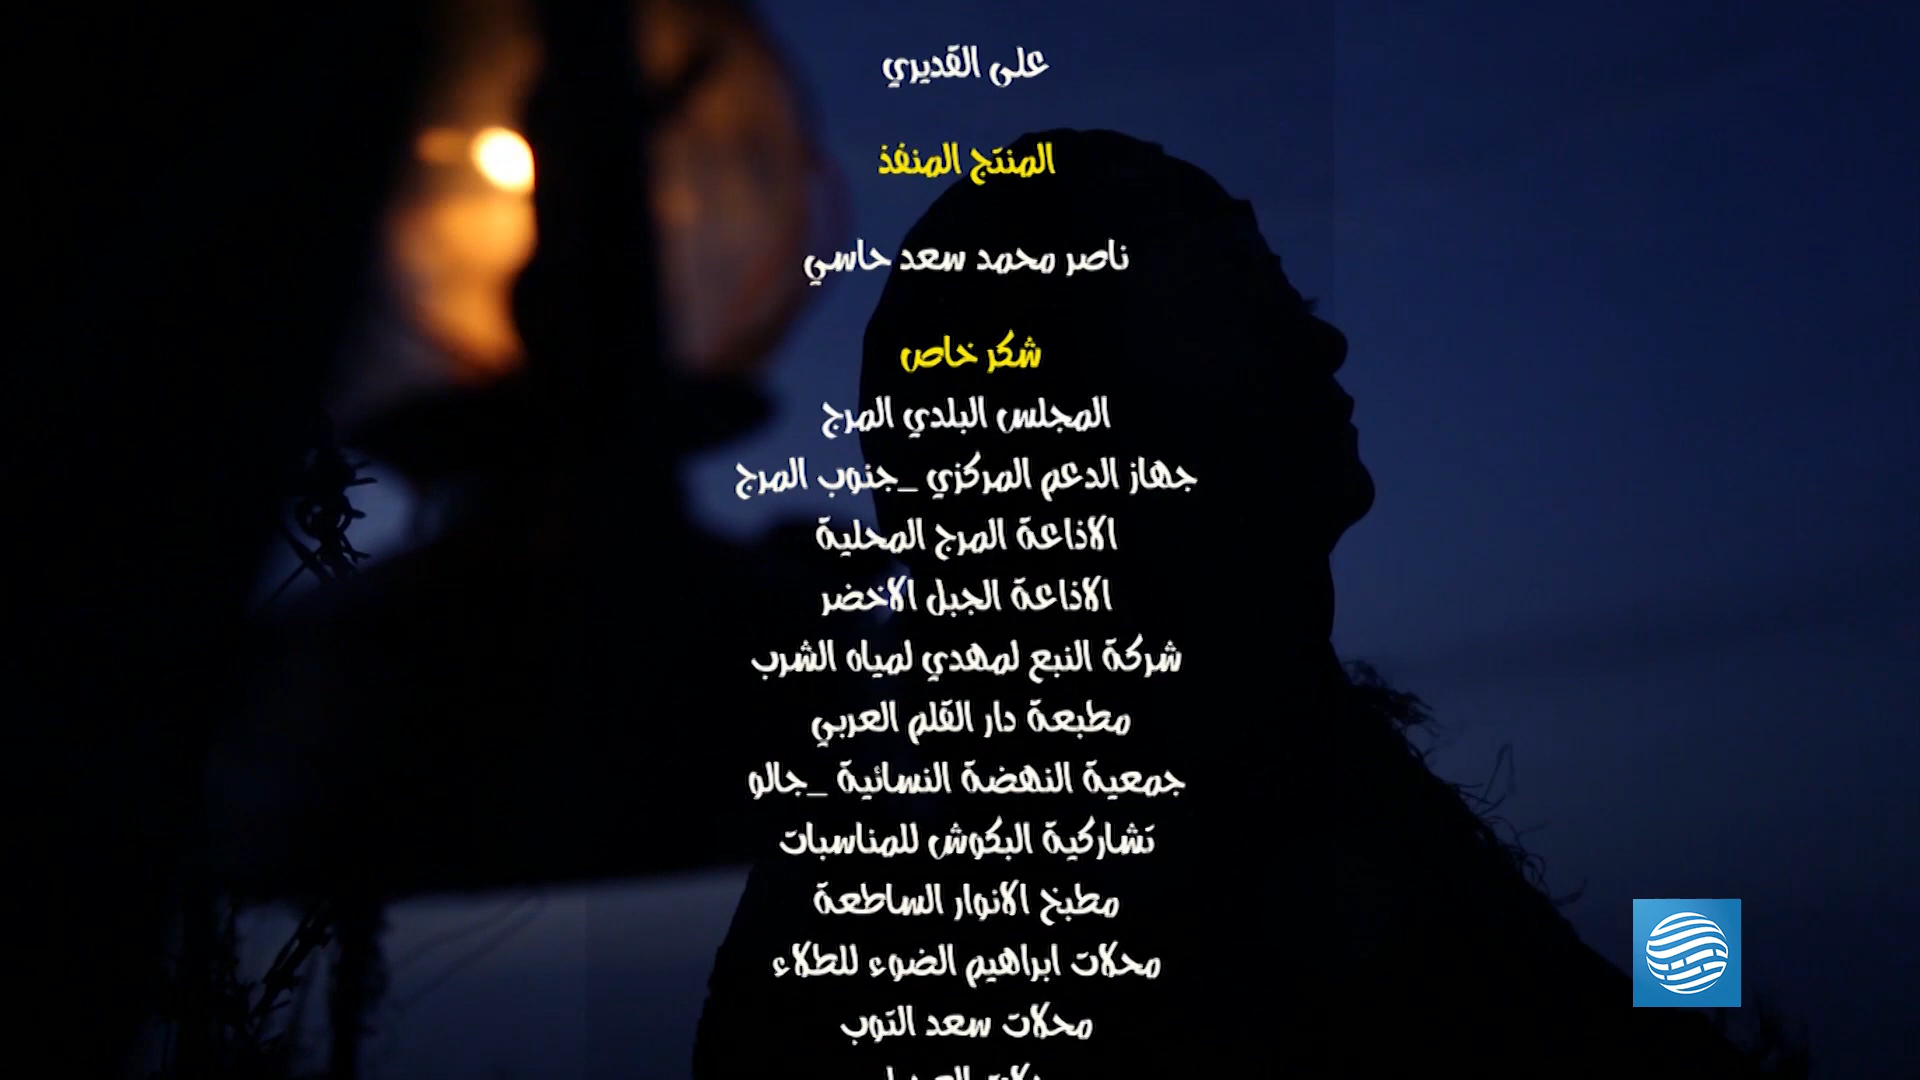 على القديري
المنتج المنفذ
ناصر محمد سعد حاسي
شكر خاص
المجلس البلدي المرج
جهاز الدعم المركزي _جنوب المرج
الاذاعة المرج المحلية
الاذاعة الجبل الاخضر
شركة النبع لمهدي لمياه الشرب
مطبعة دار القلم العربي
جمعية النهضة النسائية _جالو
تشاركية البكوش للمناسبات
مطبخ الانوار الساطعة
محلات ابراهيم الضوء للطلاء
محلات سعد التوب